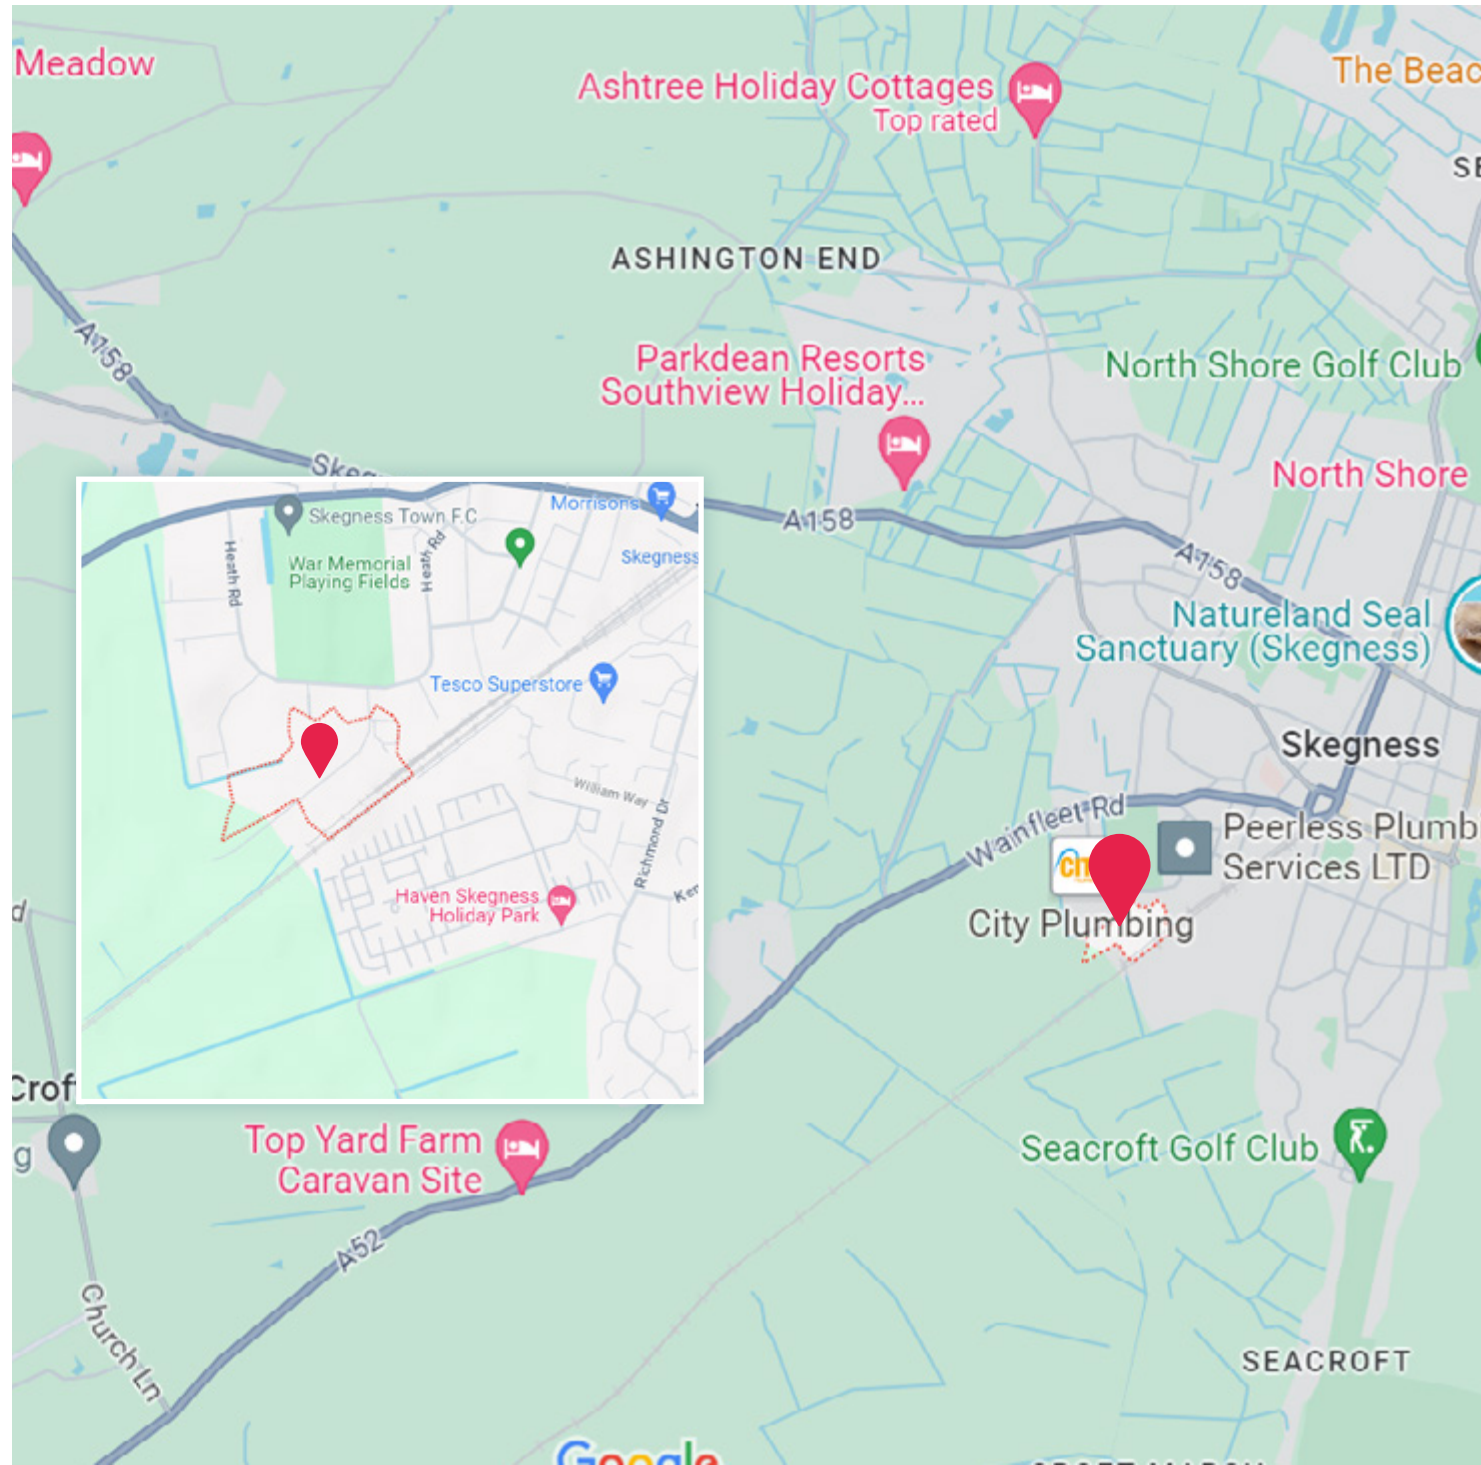 Meadow
Ashtree Holiday Cottages
Top rated
The Beac
SE
ASHINGTON END
A158
Parkdean Resorts
Southview Holiday...
North Shore Golf Club
North Shore
A158
A158
Natureland Seal
Sanctuary (Skegness)
Skegness
Wainfleet Rd
Peerless Plumb
Services LTD
City Plumbing
Skegness Town F.C
Morrisons
War Memorial
Playing Fields
Heath Rd
Heath Rd
Skegness
Tesco Superstore
William Way
Richmond Dr
Haven Skegness
Holiday Park
Ken
d
Croft
g
Top Yard Farm
Caravan Site
A52
Church Ln
Seacroft Golf Club
SEACROFT
Google